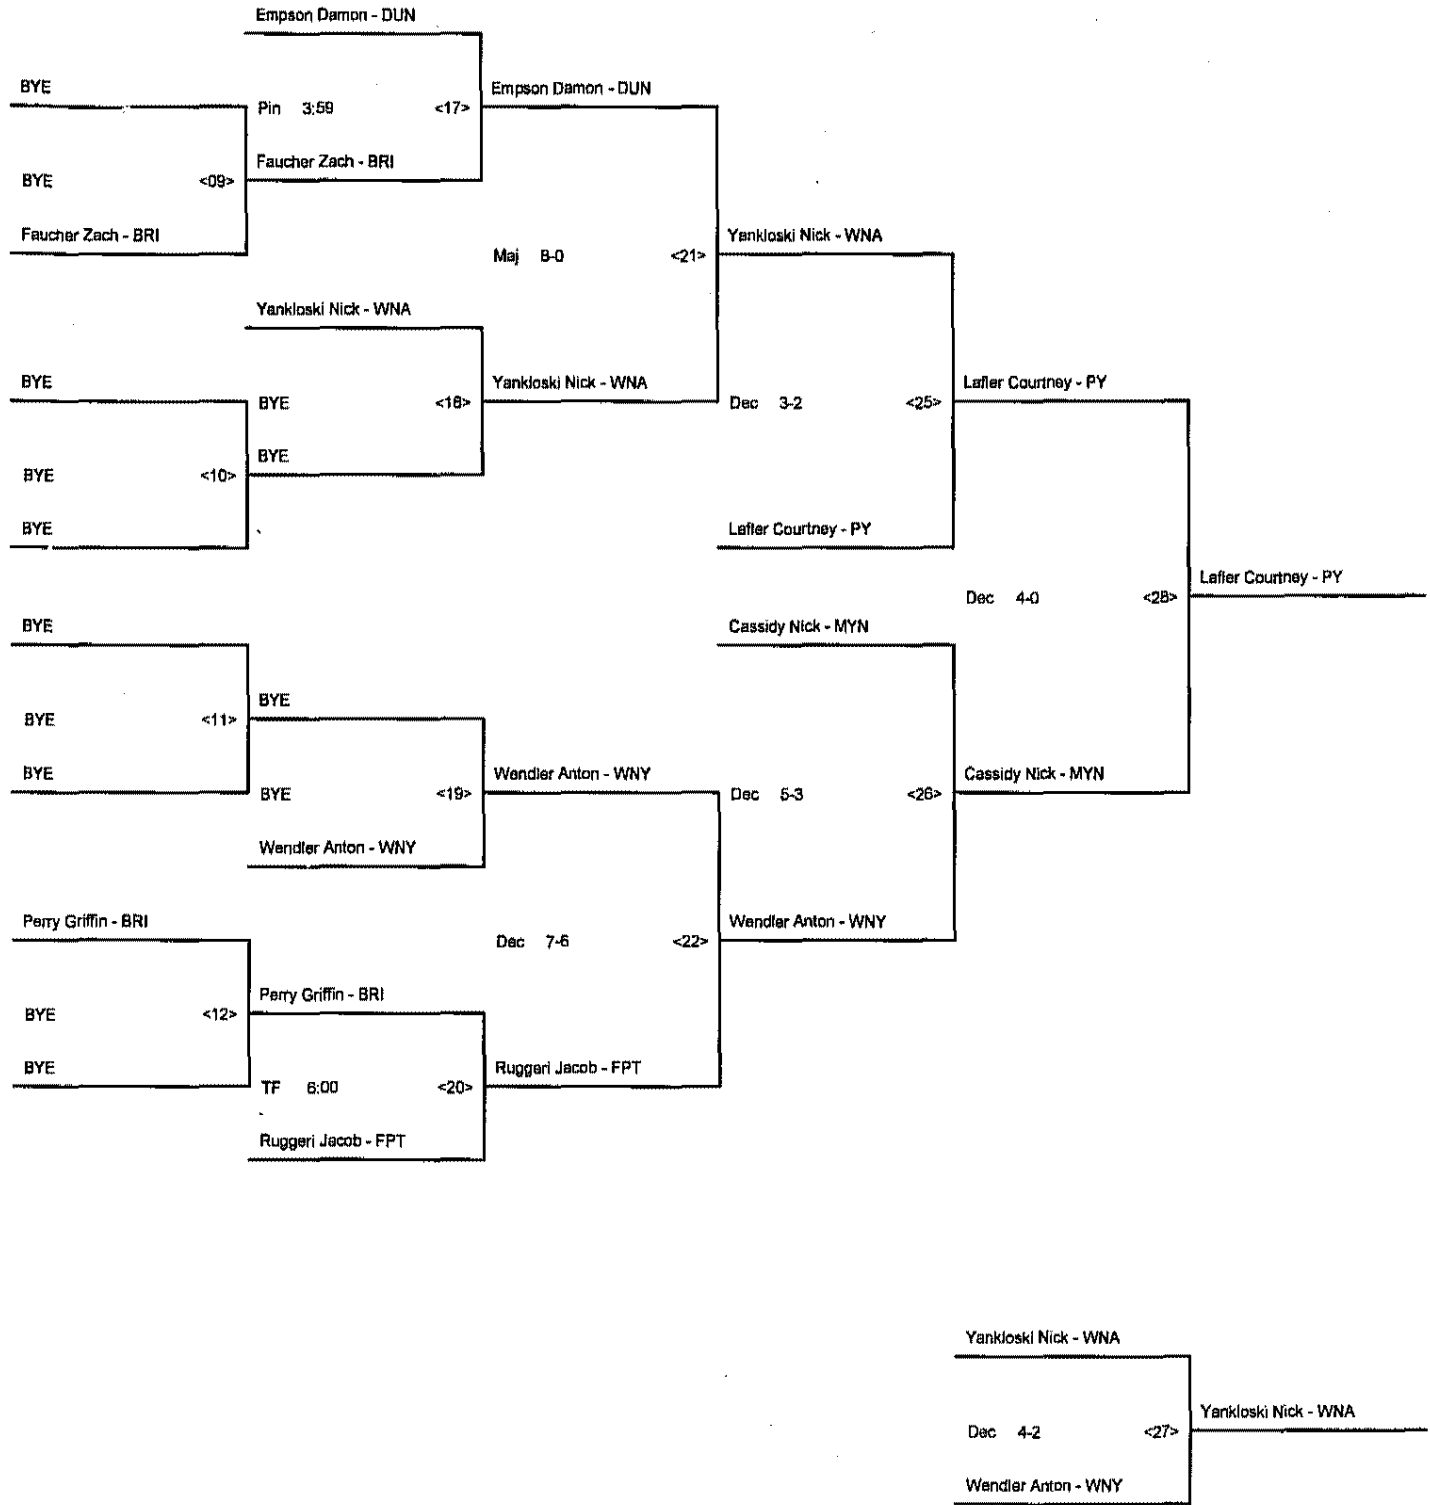 Empson Damon - DUN
BYE
Pin 3:59 <17>
Empson Damon - DUN
Faucher Zach - BRI
BYE <09>
Faucher Zach - BRI
Maj 8-0 <21>
Yankloski Nick - WNA
Yankloski Nick - WNA
BYE
BYE <18>
Yankloski Nick - WNA
Dec 3-2 <25>
Lafler Courtney - PY
BYE
BYE <10>
BYE
Lafler Courtney - PY
Dec 4-0 <28>
Lafler Courtney - PY
BYE
Cassidy Nick - MYN
BYE
BYE <11>
BYE
BYE <19>
Wendler Anton - WNY
Dec 5-3 <26>
Cassidy Nick - MYN
Wendler Anton - WNY
Perry Griffin - BRI
Dec 7-6 <22>
Wendler Anton - WNY
Perry Griffin - BRI
BYE <12>
BYE
TF 6:00 <20>
Ruggeri Jacob - FPT
Ruggeri Jacob - FPT
Yankloski Nick - WNA
Dec 4-2 <27>
Yankloski Nick - WNA
Wendler Anton - WNY